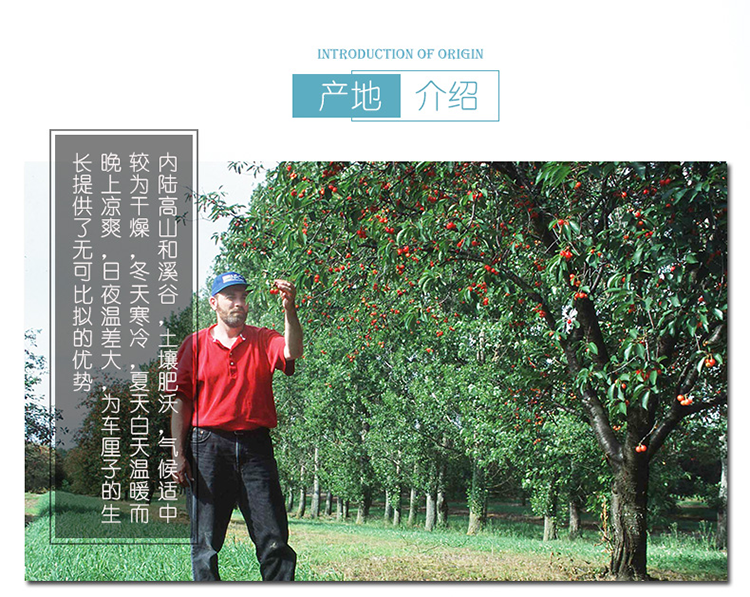 INTRODUCTION OF ORIGIN
产地 介绍
内陆高山和溪谷，土壤肥沃，气候适中
较为干燥，冬天寒冷，夏天白天温暖而
晚上凉爽，日夜温差大，为车厘子的生
长提供了无可比拟的优势